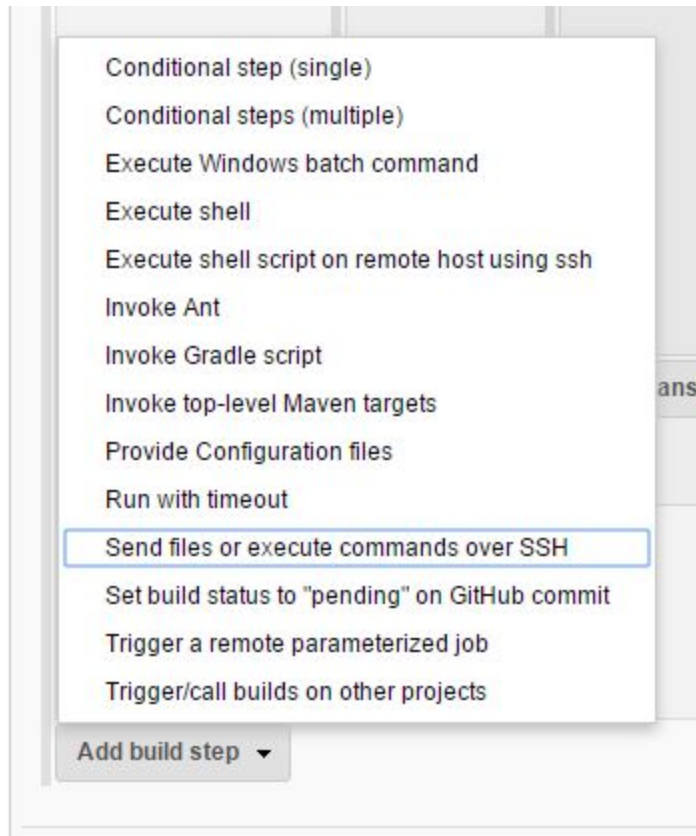 Conditional step (single)
Conditional steps (multiple)
Execute Windows batch command
Execute shell
Execute shell script on remote host using ssh
Invoke Ant
Invoke Gradle script
Invoke top-level Maven targets
ans
Provide Configuration files
Run with timeout
Send files or execute commands over SSH
Set build status to "pending" on GitHub commit
Trigger a remote parameterized job
Trigger/call builds on other projects
Add build step